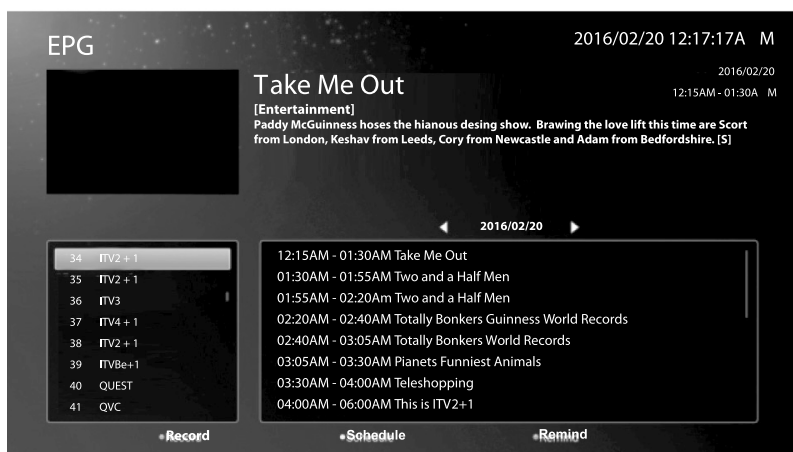 EPG
2016/02/20 12:17:17A M
2016/02/20
12:15AM - 01:30A M
Take Me Out
[Entertainment]
Paddy McGuinness hoses the hianous desing show. Brawing the love lift this time are Scort
from London, Keshav from Leeds, Cory from Newcastle and Adam from Bedfordshire. [S]
2016/02/20
34 ITV2 + 1
35 ITV2 + 1
36 ITV3
37 ITV4 + 1
38 ITV2 + 1
39 ITVBe+1
40 QUEST
41 QVC
12:15AM - 01:30AM Take Me Out
01:30AM - 01:55AM Two and a Half Men
01:55AM - 02:20Am Two and a Half Men
02:20AM - 02:40AM Totally Bonkers Guinness World Records
02:40AM - 03:05AM Totally Bonkers World Records
03:05AM - 03:30AM Pianets Funniest Animals
03:30AM - 04:00AM Teleshopping
04:00AM - 06:00AM This is ITV2+1
Record
Schedule
Remind